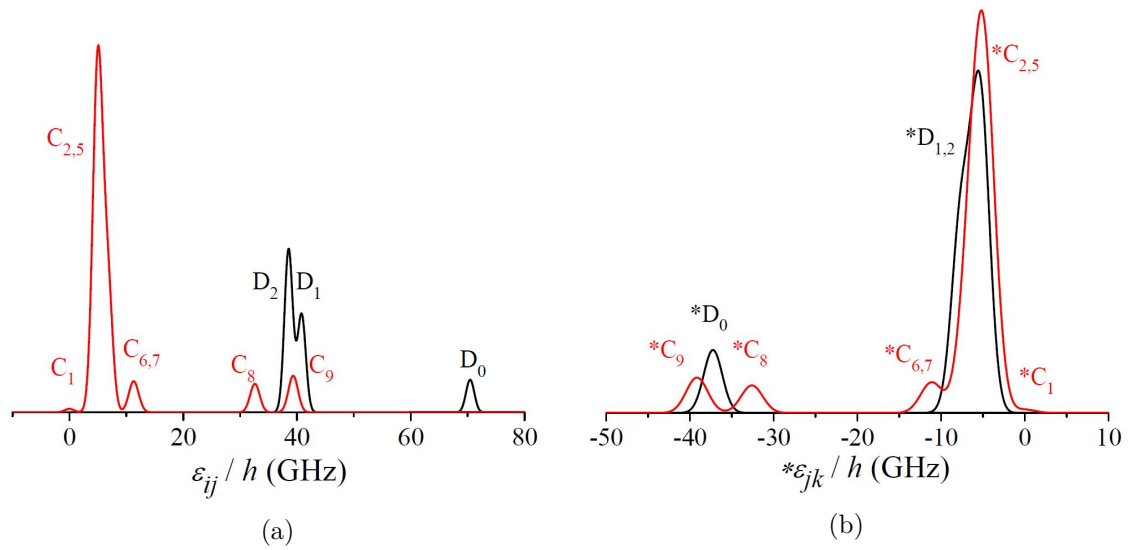 C2,5
D2 D1
C1
C6,7
C8
C9
D0
0 20 40 60 80
εij / h (GHz)
(a)
*C2,5
*D1,2
*D0
*C9
*C8
*C6,7
*C1
-50 -40 -30 -20 -10 0 10
*εjk / h (GHz)
(b)